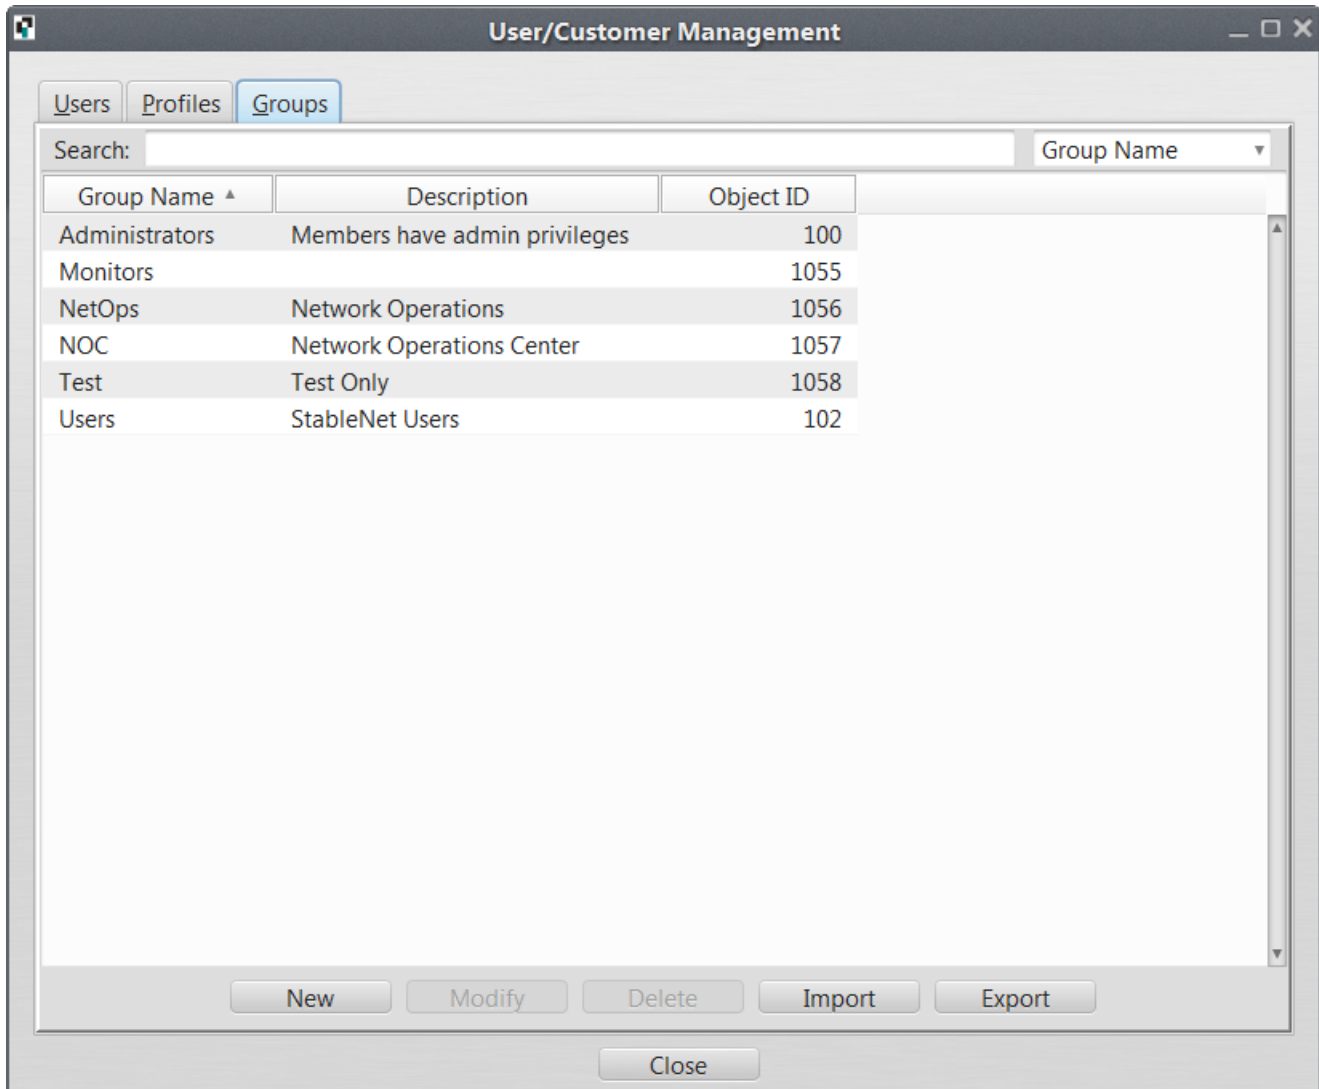 User/Customer Management
Users Profiles Groups
Search: Group Name
Group Name Description Object ID
Administrators Members have admin privileges 100
Monitors 1055
NetOps Network Operations 1056
NOC Network Operations Center 1057
Test Test Only 1058
Users StableNet Users 102
New Modify Delete Import Export
Close